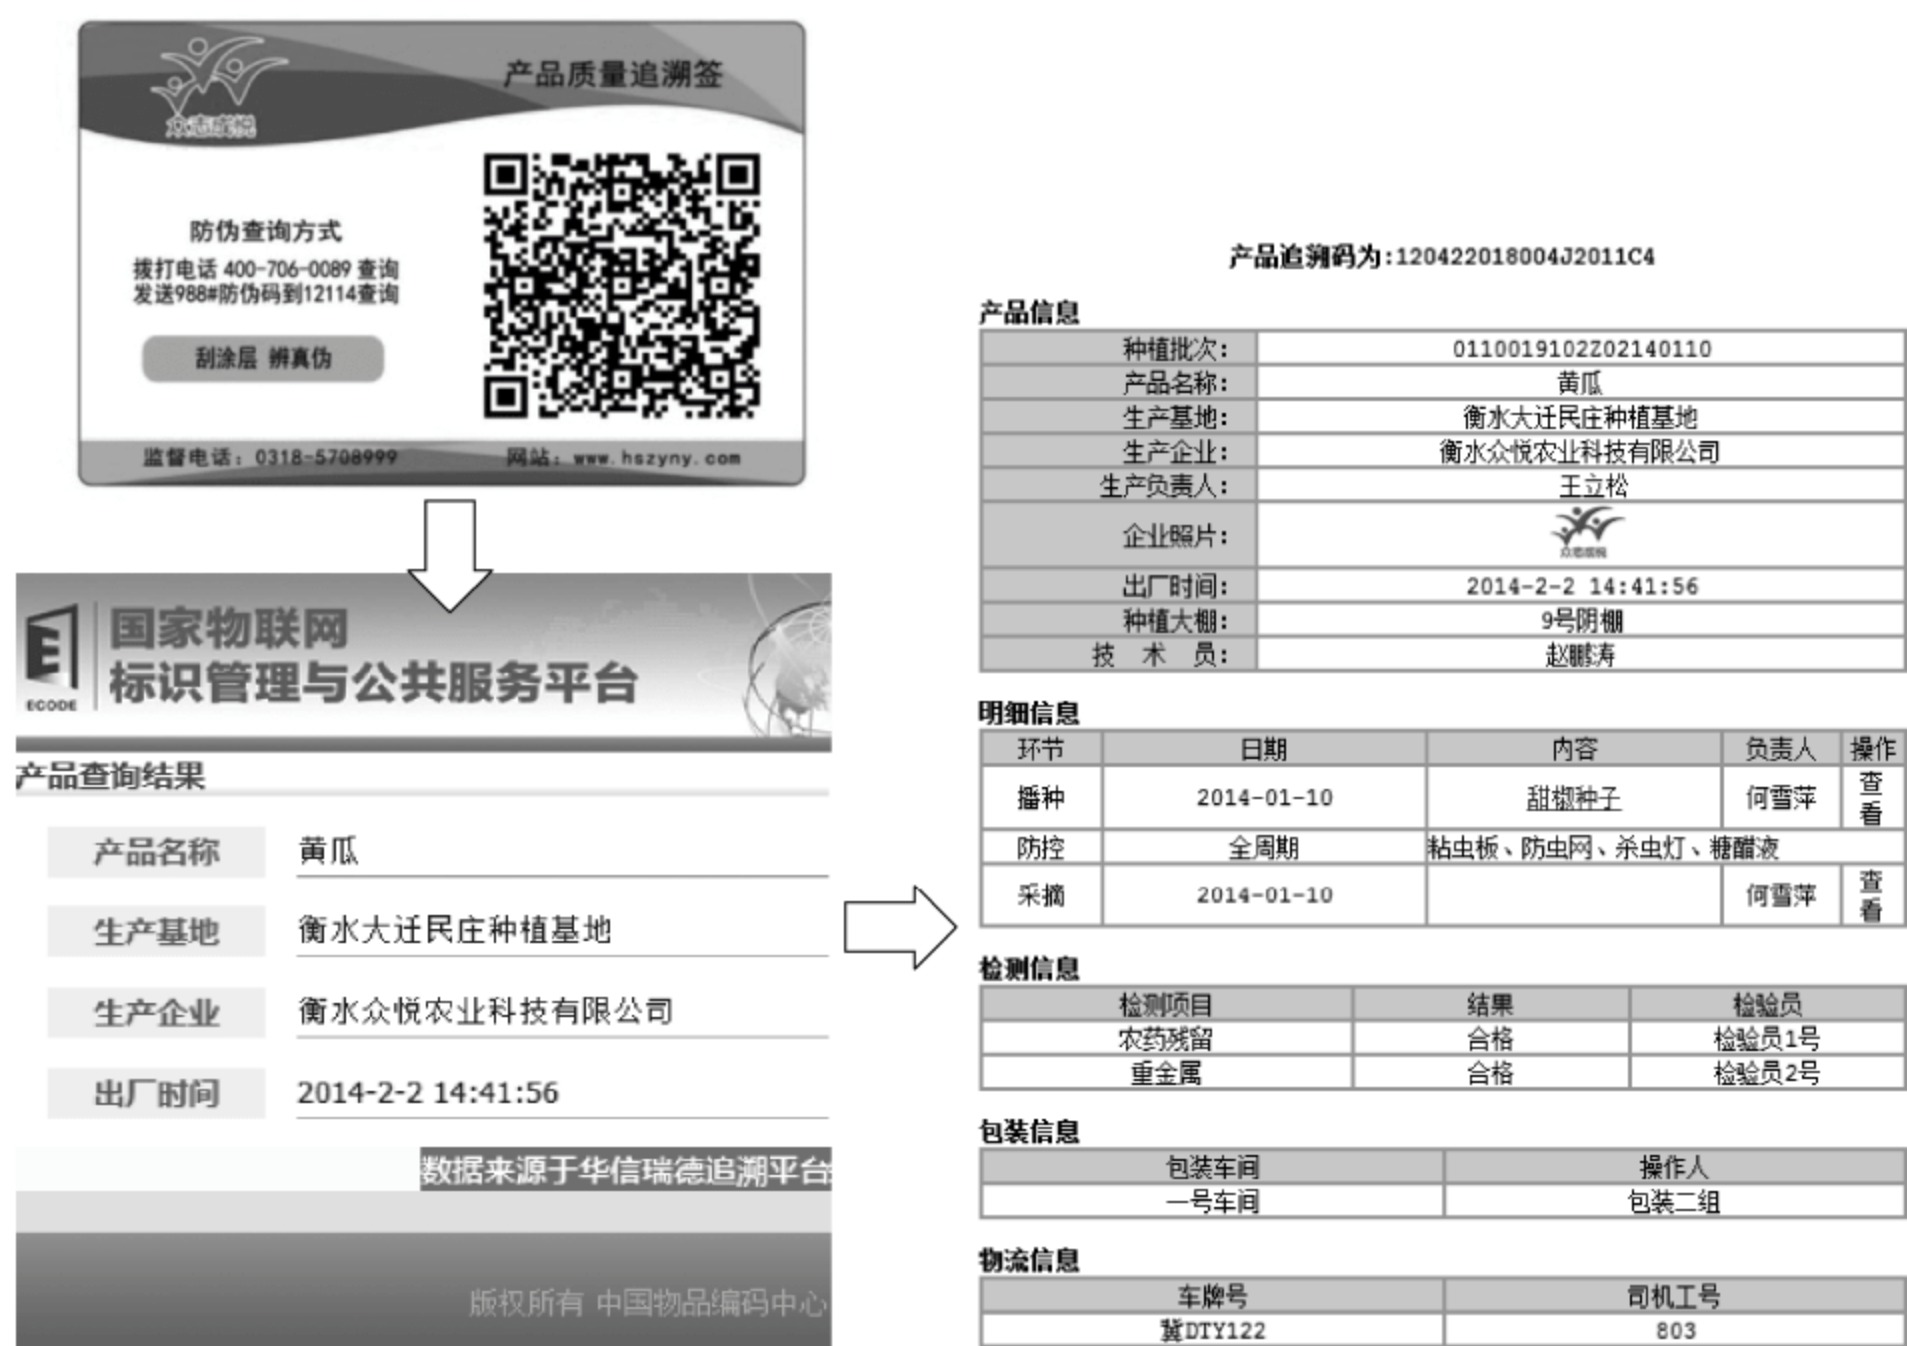 产品质量追溯签
众志成悦
防伪查询方式
拨打电话 400-706-0089 查询
发送988#防伪码到12114查询
刮涂层 辨真伪
监督电话: 0318-5708999 网站: www.hszyny.com
国家物联网
标识管理与公共服务平台
ECODE
产品查询结果
产品名称 黄瓜
生产基地 衡水大迁民庄种植基地
生产企业 衡水众悦农业科技有限公司
出厂时间 2014-2-2 14:41:56
数据来源于华信瑞德追溯平台
版权所有 中国物品编码中心
产品追溯码为:120422018004J2011C4
产品信息
种植批次: 0110019102Z02140110
产品名称: 黄瓜
生产基地: 衡水大迁民庄种植基地
生产企业: 衡水众悦农业科技有限公司
生产负责人: 王立松
企业照片: 众志成悦
出厂时间: 2014-2-2 14:41:56
种植大棚: 9号阴棚
技 术 员: 赵鹏涛
明细信息
环节 日期 内容 负责人 操作
播种 2014-01-10 甜椒种子 何雪萍 查看
防控 全周期 粘虫板、防虫网、杀虫灯、糖醋液
采摘 2014-01-10 何雪萍 查看
检测信息
检测项目 结果 检验员
农药残留 合格 检验员1号
重金属 合格 检验员2号
包装信息
包装车间 操作人
一号车间 包装二组
物流信息
车牌号 司机工号
冀DTY122 803